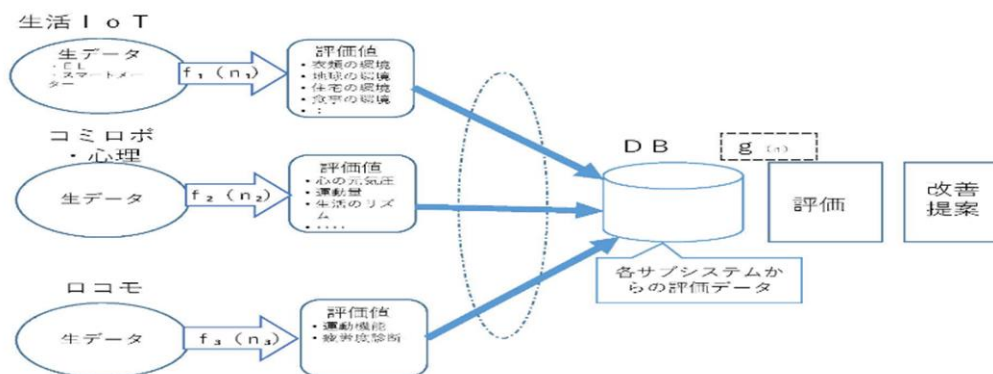 生活ＩｏＴ
生データ
・ＥＬ
・スマートメー
ター
ｆ₁（ｎ₁）
評価値
• 衣類の環境
• 地球の環境
• 住宅の環境
• 食事の環境
• ：
コミロボ
・心理
生データ
ｆ₂（ｎ₂）
評価値
• 心の元気圧
• 運動量
• 生活のリズ
ム
• ････
ロコモ
生データ
ｆ₃（ｎ₃）
評価値
• 運動機能
• 疲労度診断
ＤＢ
各サブシステムか
らの評価データ
ｇ（n）
評価
改善
提案